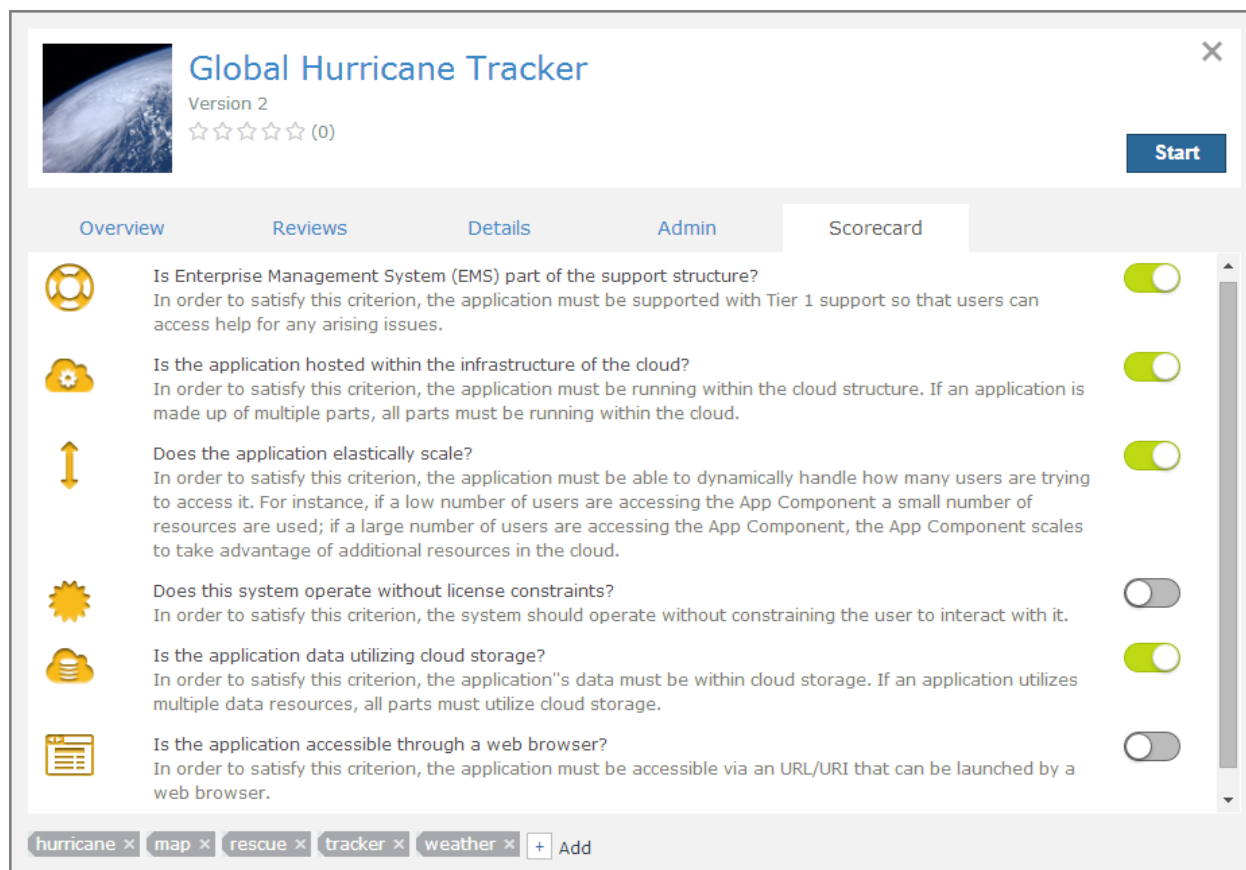 Global Hurricane Tracker
Version 2
(0)
Start
Overview Reviews Details Admin Scorecard
Is Enterprise Management System (EMS) part of the support structure?
In order to satisfy this criterion, the application must be supported with Tier 1 support so that users can
access help for any arising issues.
Is the application hosted within the infrastructure of the cloud?
In order to satisfy this criterion, the application must be running within the cloud structure. If an application is
made up of multiple parts, all parts must be running within the cloud.
Does the application elastically scale?
In order to satisfy this criterion, the application must be able to dynamically handle how many users are trying
to access it. For instance, if a low number of users are accessing the App Component a small number of
resources are used; if a large number of users are accessing the App Component, the App Component scales
to take advantage of additional resources in the cloud.
Does this system operate without license constraints?
In order to satisfy this criterion, the system should operate without constraining the user to interact with it.
Is the application data utilizing cloud storage?
In order to satisfy this criterion, the application"s data must be within cloud storage. If an application utilizes
multiple data resources, all parts must utilize cloud storage.
Is the application accessible through a web browser?
In order to satisfy this criterion, the application must be accessible via an URL/URI that can be launched by a
web browser.
hurricane × map × rescue × tracker × weather × + Add